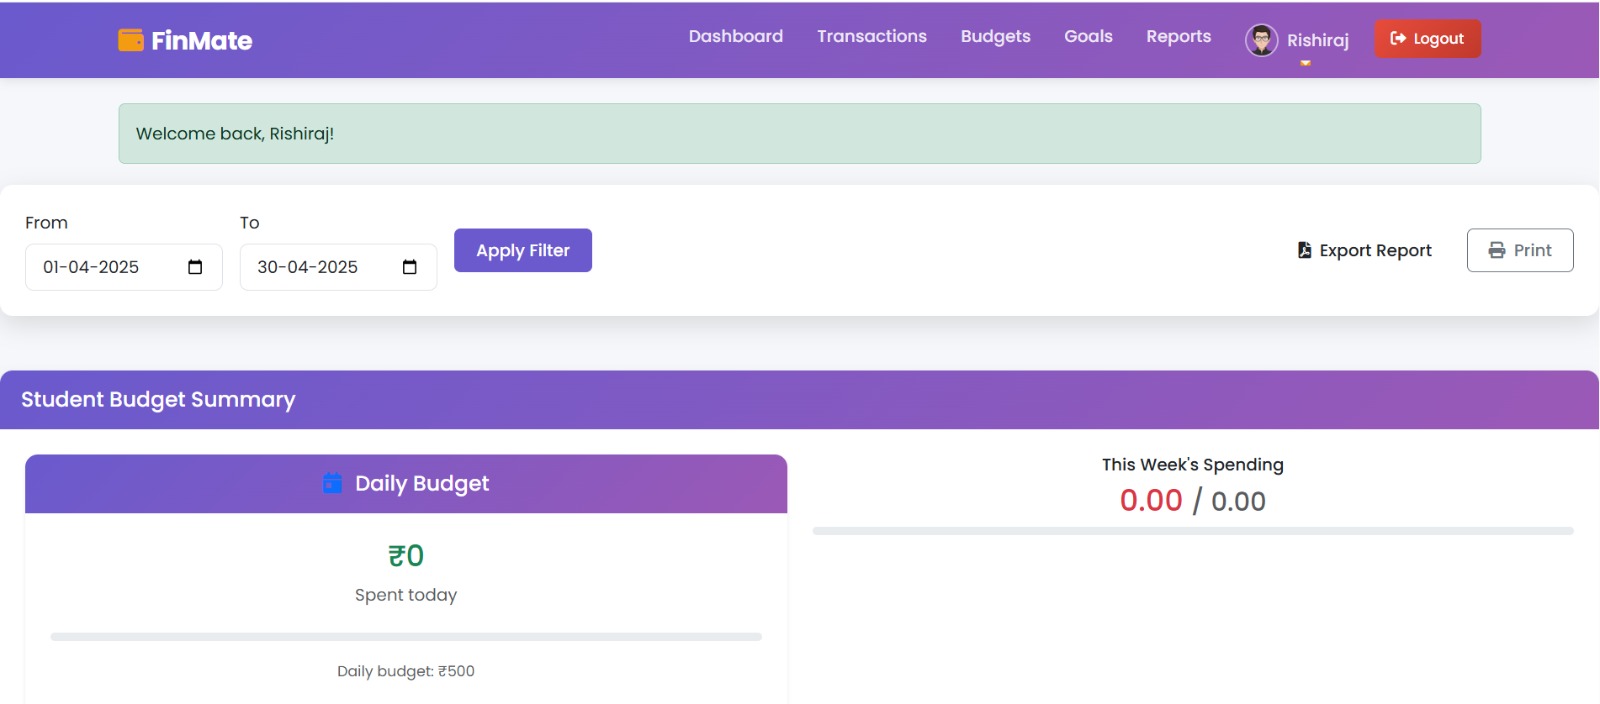 FinMate
Dashboard Transactions Budgets Goals Reports Rishiraj Logout
Welcome back, Rishiraj!
From To
01-04-2025 30-04-2025 Apply Filter Export Report Print
Student Budget Summary
Daily Budget
₹0
Spent today
Daily budget: ₹500
This Week's Spending
0.00 / 0.00